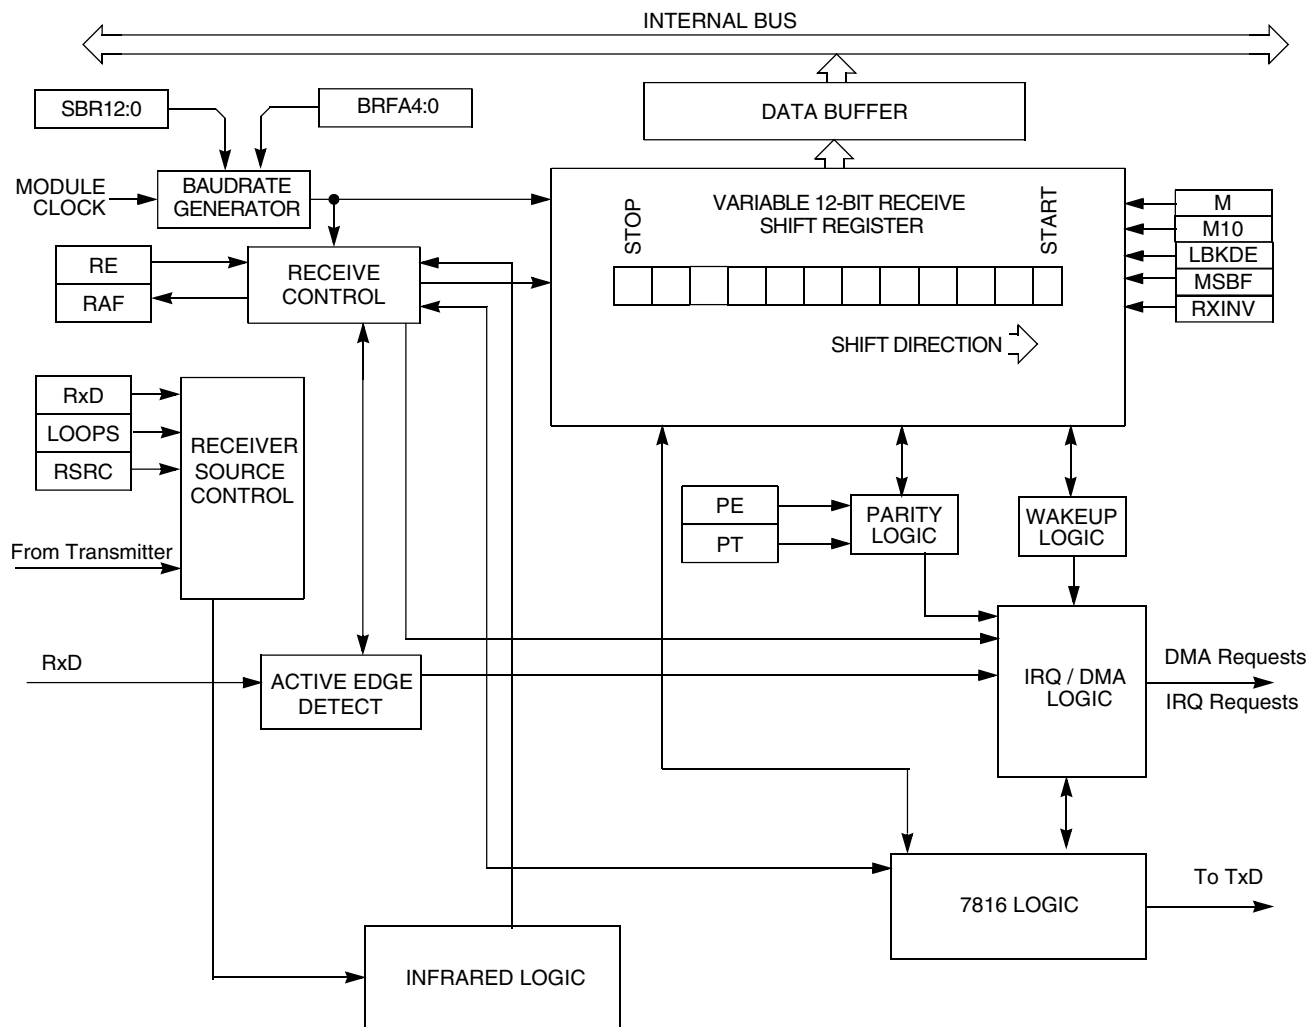 INTERNAL BUS
SBR12:0
BRFA4:0
DATA BUFFER
MODULE
CLOCK
BAUDRATE
GENERATOR
VARIABLE 12-BIT RECEIVE
SHIFT REGISTER
STOP
START
M
M10
LBKDE
MSBF
RXINV
RE
RAF
RECEIVE
CONTROL
SHIFT DIRECTION
RxD
LOOPS
RSRC
RECEIVER
SOURCE
CONTROL
From Transmitter
PE
PT
PARITY
LOGIC
WAKEUP
LOGIC
RxD
ACTIVE EDGE
DETECT
IRQ / DMA
LOGIC
DMA Requests
IRQ Requests
7816 LOGIC
To TxD
INFRARED LOGIC